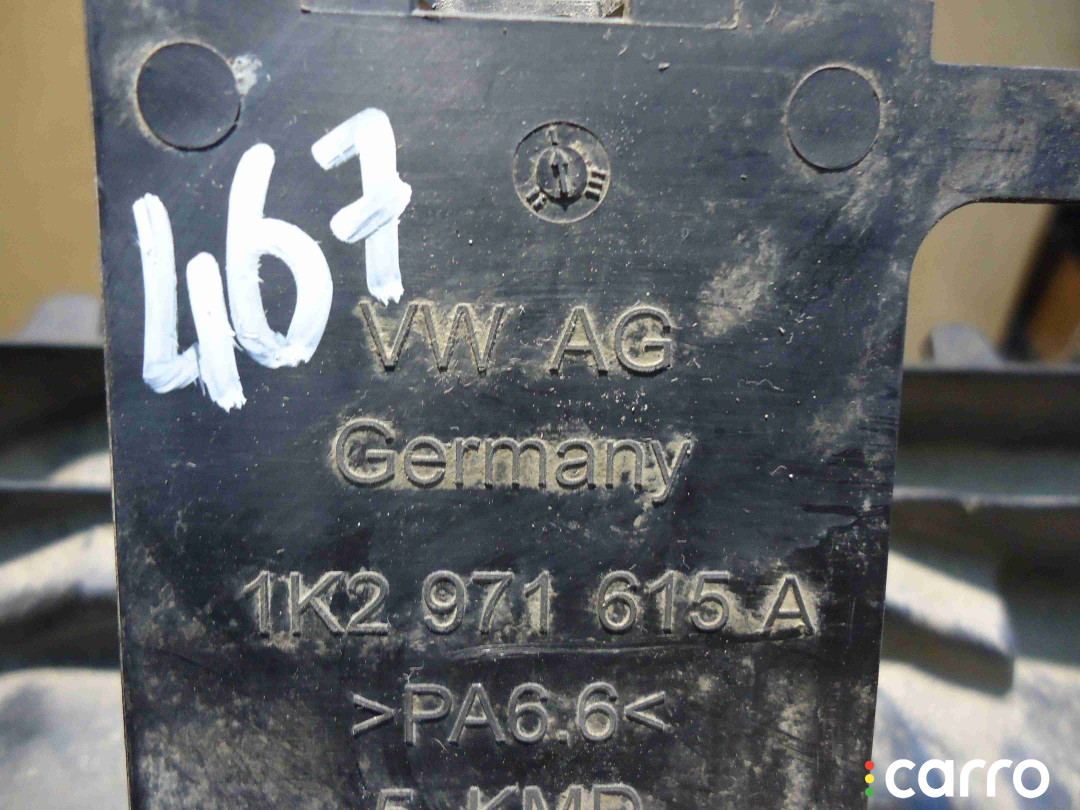 467
VW AG
Germany
1K2 971 615 A
>PA6.6<
carro